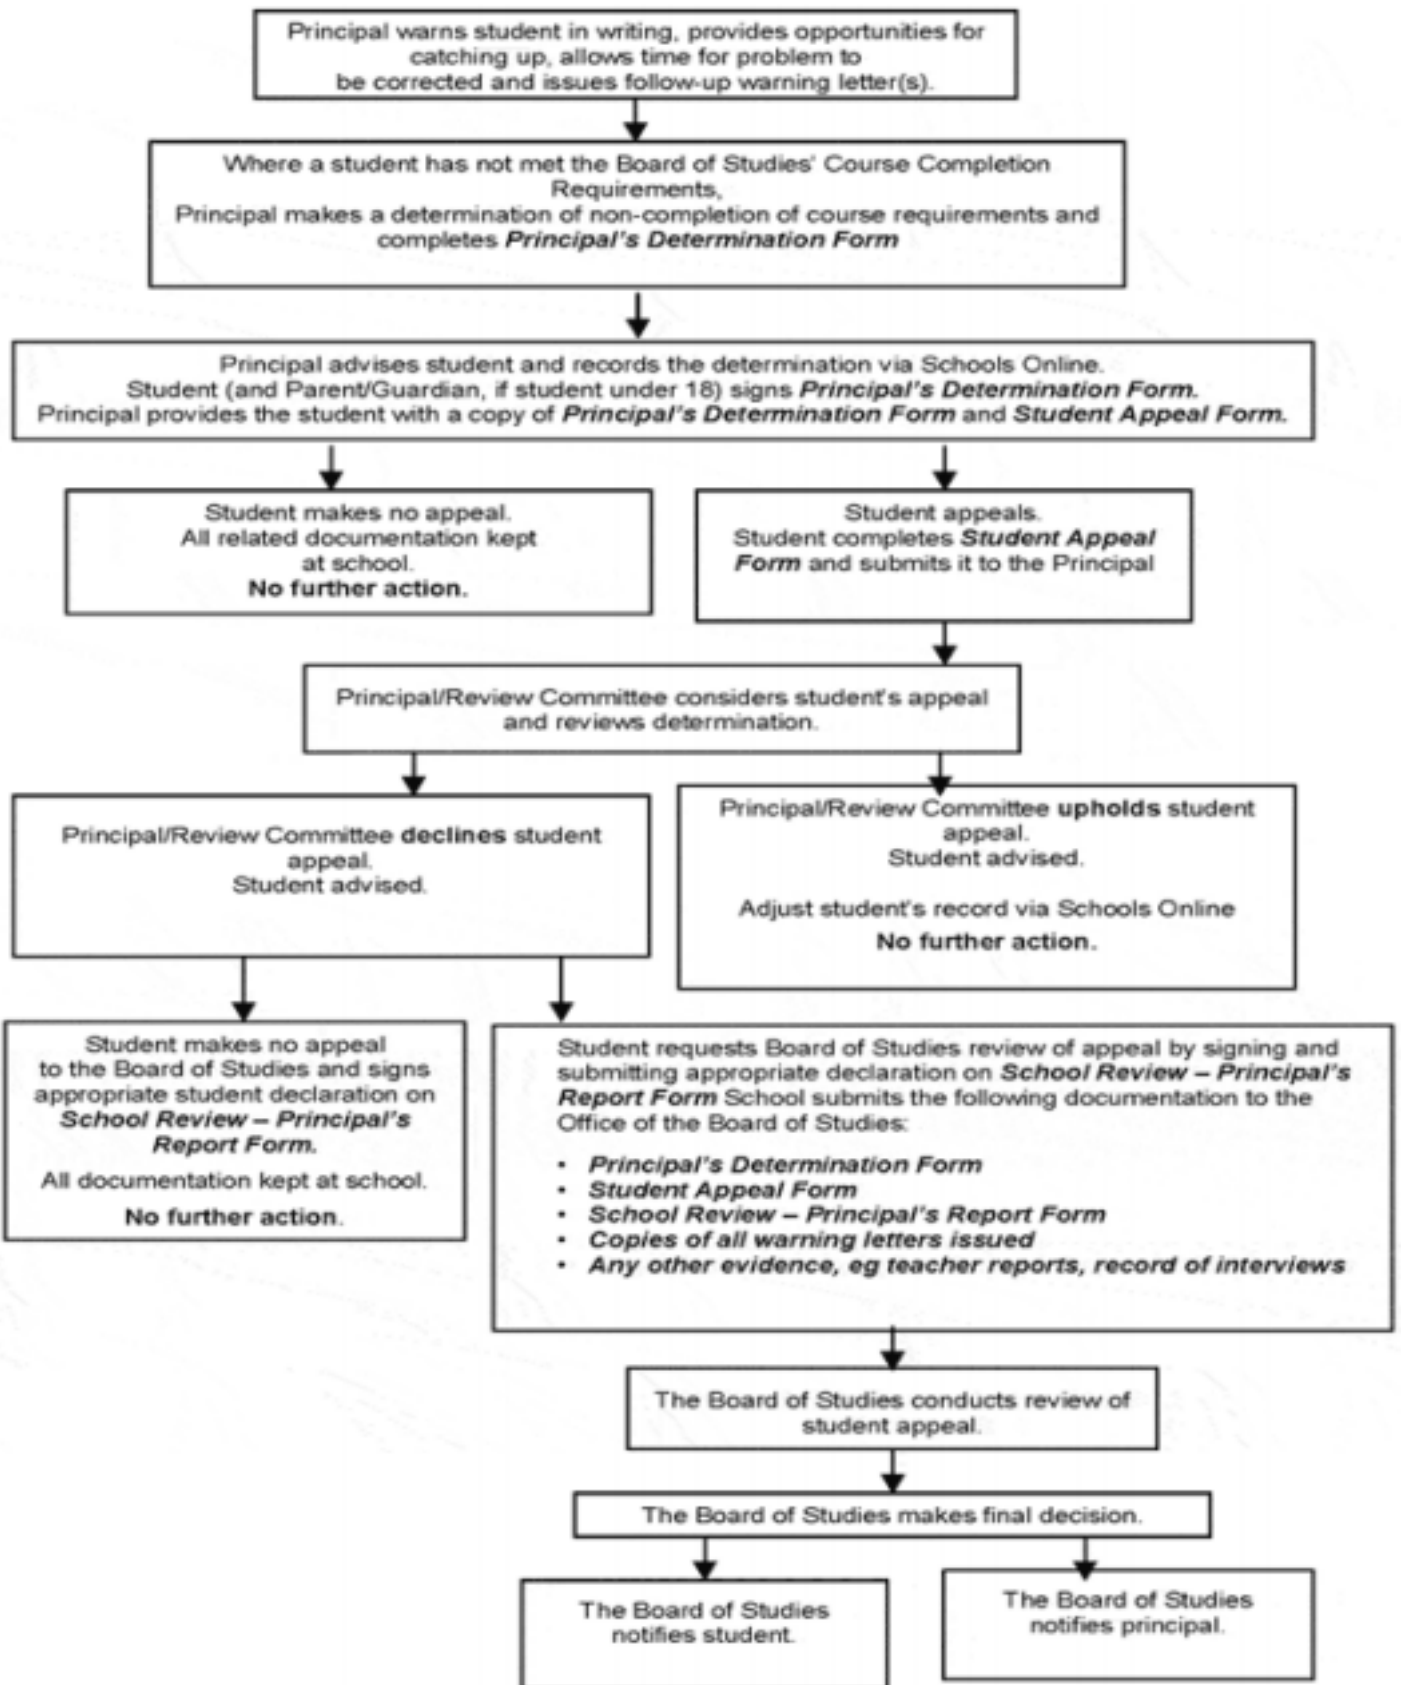 Principal warns student in writing, provides opportunities for
catching up, allows time for problem to
be corrected and issues follow-up warning letter(s).
Where a student has not met the Board of Studies' Course Completion
Requirements,
Principal makes a determination of non-completion of course requirements and
completes Principal's Determination Form
Principal advises student and records the determination via Schools Online.
Student (and Parent/Guardian, if student under 18) signs Principal's Determination Form.
Principal provides the student with a copy of Principal's Determination Form and Student Appeal Form.
Student makes no appeal.
All related documentation kept
at school.
No further action.
Student appeals.
Student completes Student Appeal
Form and submits it to the Principal
Principal/Review Committee considers student's appeal
and reviews determination.
Principal/Review Committee declines student
appeal.
Student advised.
Principal/Review Committee upholds student
appeal.
Student advised.
Adjust student's record via Schools Online
No further action.
Student makes no appeal
to the Board of Studies and signs
appropriate student declaration on
School Review – Principal's
Report Form.
All documentation kept at school.
No further action.
Student requests Board of Studies review of appeal by signing and
submitting appropriate declaration on School Review – Principal's
Report Form School submits the following documentation to the
Office of the Board of Studies:
• Principal's Determination Form
• Student Appeal Form
• School Review – Principal's Report Form
• Copies of all warning letters issued
• Any other evidence, eg teacher reports, record of interviews
The Board of Studies conducts review of
student appeal.
The Board of Studies makes final decision.
The Board of Studies
notifies student.
The Board of Studies
notifies principal.